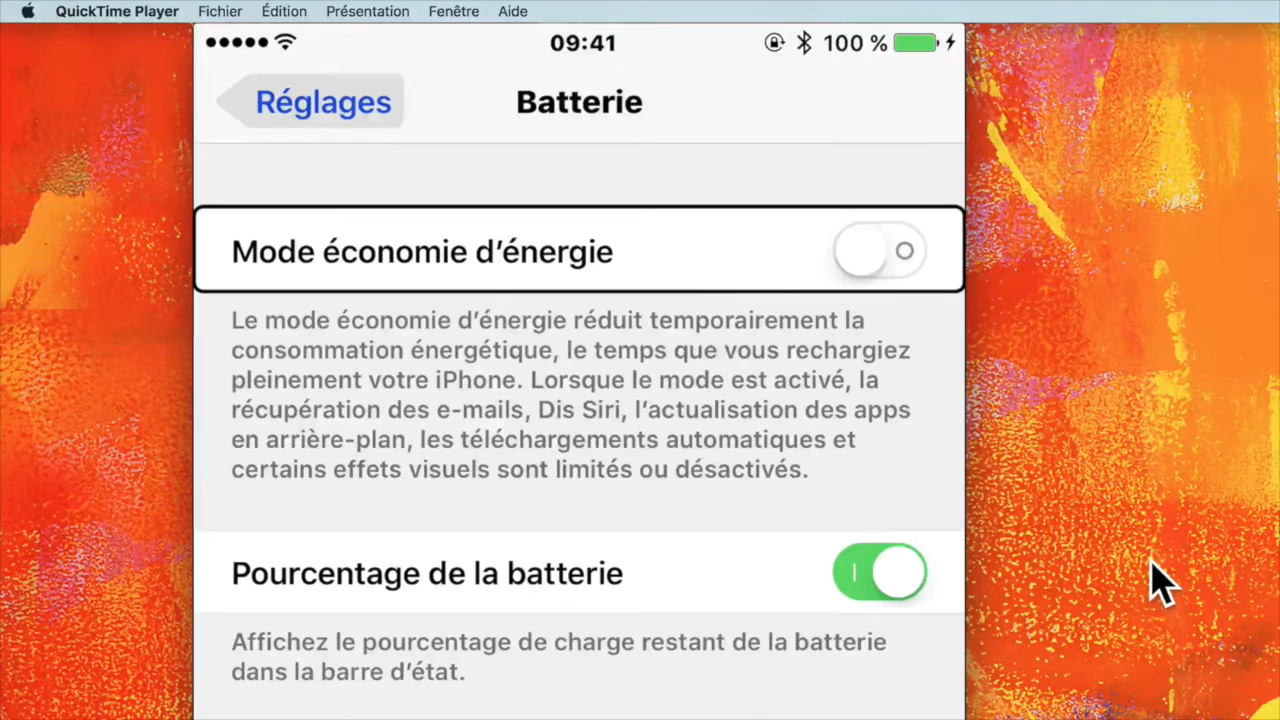 QuickTime Player Fichier Édition Présentation Fenêtre Aide
09:41 100 %
Réglages Batterie
Mode économie d’énergie
Le mode économie d’énergie réduit temporairement la
consommation énergétique, le temps que vous rechargiez
pleinement votre iPhone. Lorsque le mode est activé, la
récupération des e-mails, Dis Siri, l’actualisation des apps
en arrière-plan, les téléchargements automatiques et
certains effets visuels sont limités ou désactivés.
Pourcentage de la batterie
Affichez le pourcentage de charge restant de la batterie
dans la barre d’état.